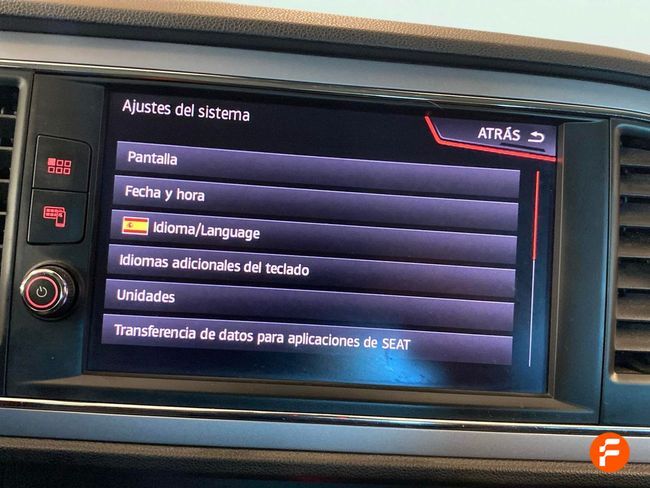 Ajustes del sistema
ATRÁS
Pantalla
Fecha y hora
Idioma/Language
Idiomas adicionales del teclado
Unidades
Transferencia de datos para aplicaciones de SEAT